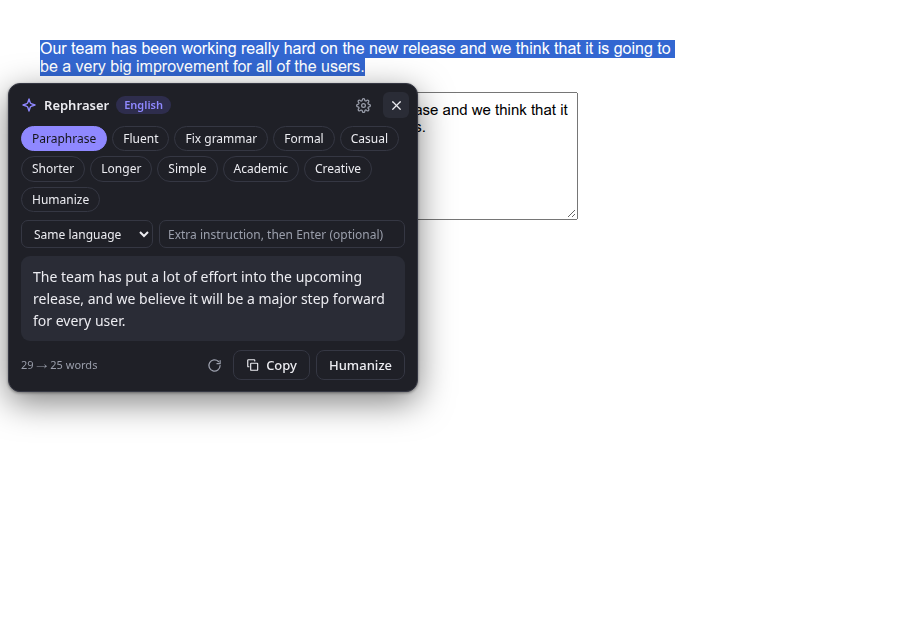 Our team has been working really hard on the new release and we think that it is going to
be a very big improvement for all of the users.
Rephraser English
ase and we think that it
s.
Paraphrase Fluent Fix grammar Formal Casual
Shorter Longer Simple Academic Creative
Humanize
Same language Extra instruction, then Enter (optional)
The team has put a lot of effort into the upcoming
release, and we believe it will be a major step forward
for every user.
29 → 25 words Copy Humanize